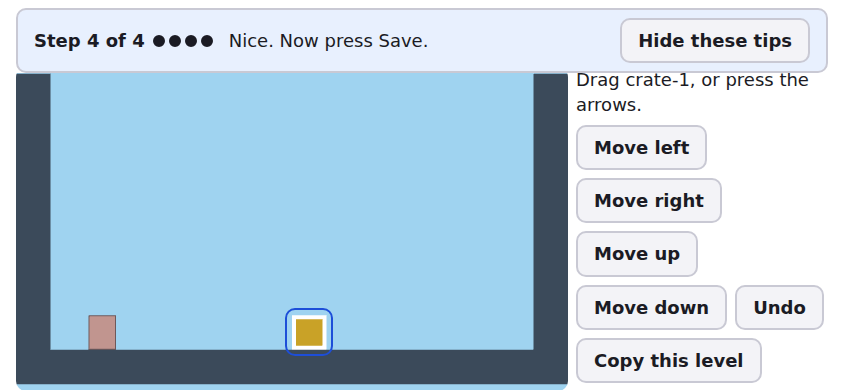 Step 4 of 4 Nice. Now press Save. Hide these tips
Drag crate-1, or press the
arrows.
Move left
Move right
Move up
Move down Undo
Copy this level